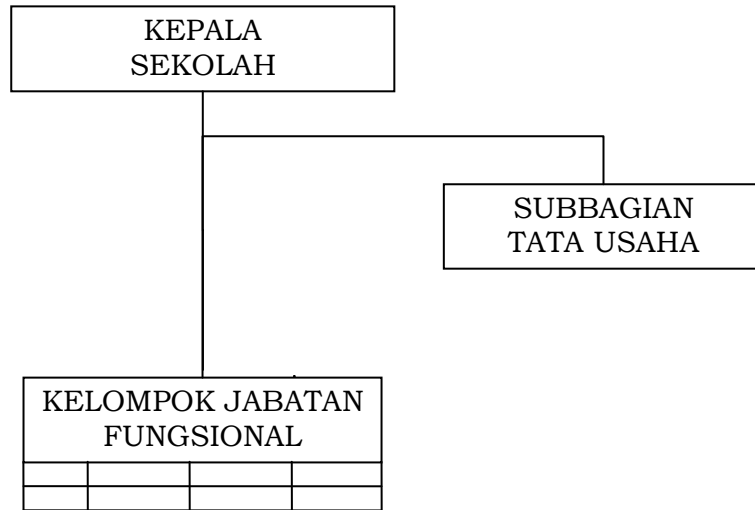 KEPALA
SEKOLAH
SUBBAGIAN
TATA USAHA
KELOMPOK JABATAN
FUNGSIONAL